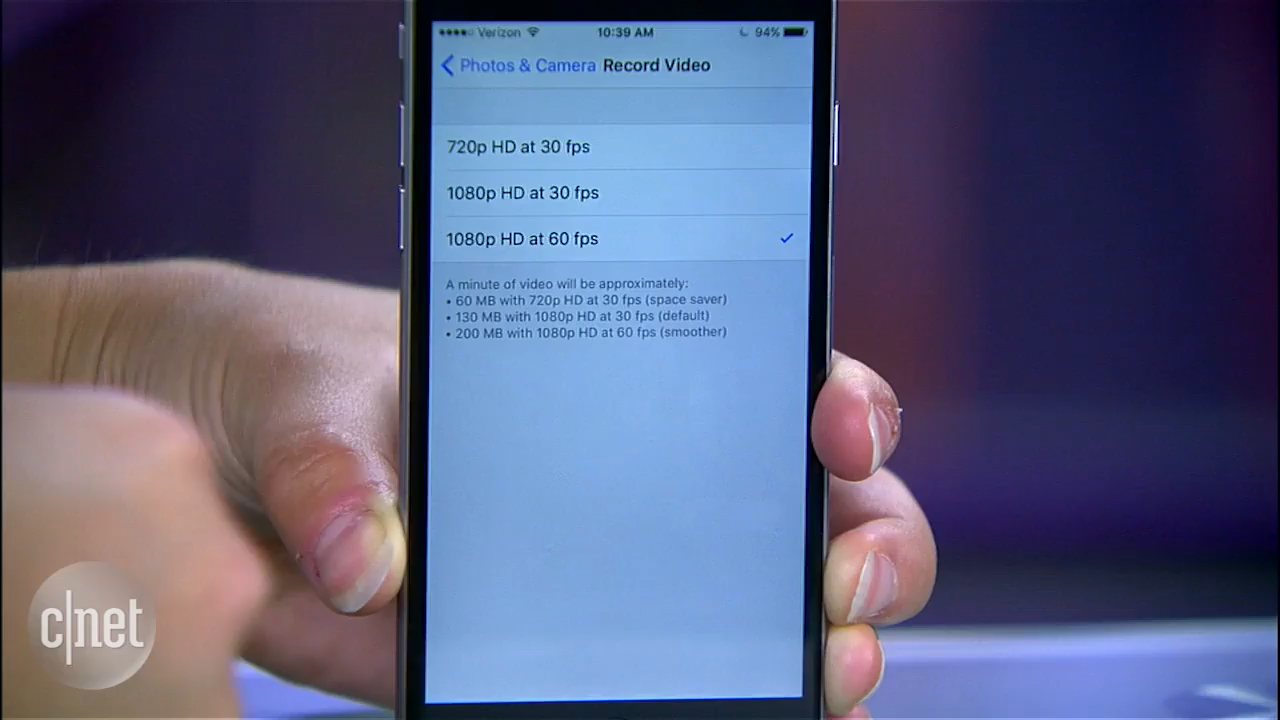 Verizon 10:39 AM 94%
Photos & Camera Record Video
720p HD at 30 fps
1080p HD at 30 fps
1080p HD at 60 fps
A minute of video will be approximately:
• 60 MB with 720p HD at 30 fps (space saver)
• 130 MB with 1080p HD at 30 fps (default)
• 200 MB with 1080p HD at 60 fps (smoother)
c|net